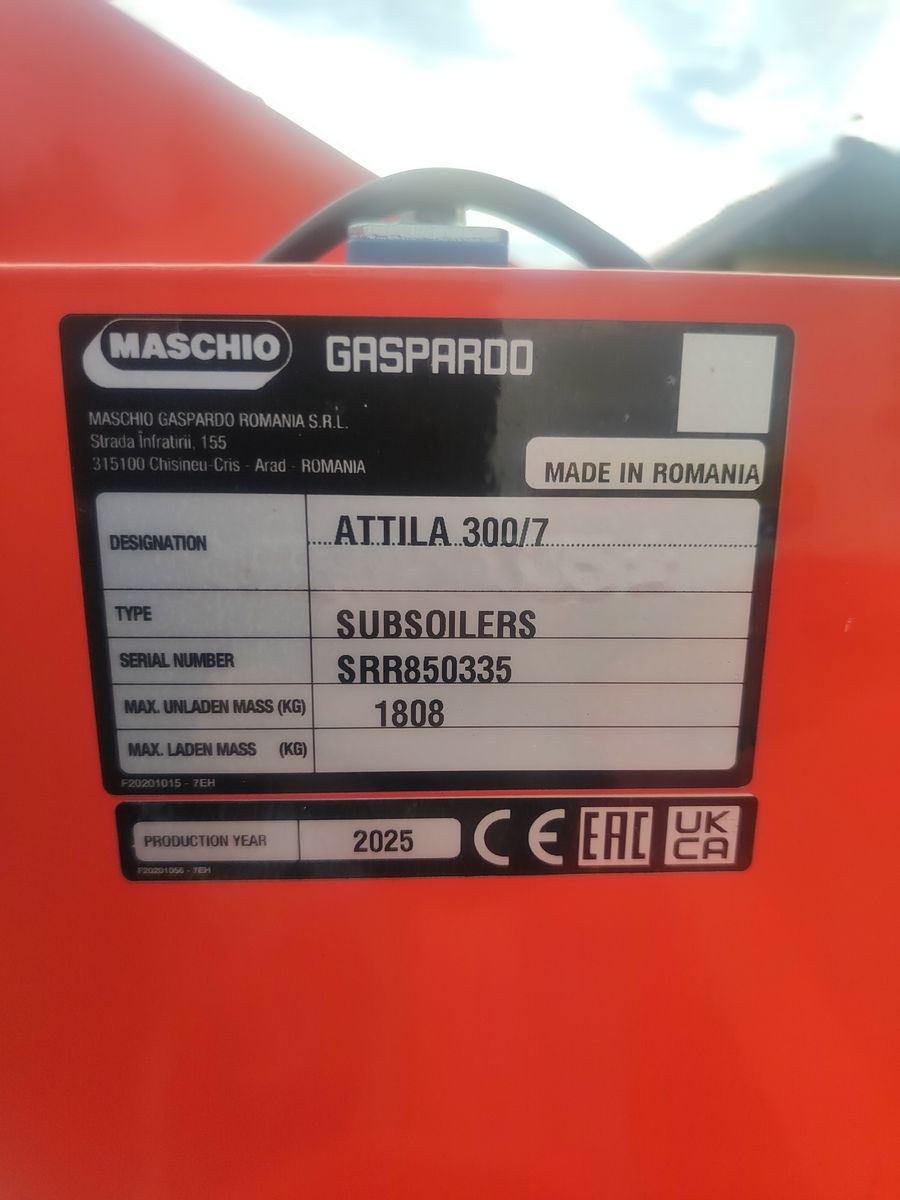 MASCHIO GASPARDO
MASCHIO GASPARDO ROMANIA S.R.L.
Strada Înfratirii, 155
315100 Chisineu-Cris - Arad - ROMANIA
MADE IN ROMANIA
DESIGNATION ATTILA 300/7
TYPE SUBSOILERS
SERIAL NUMBER SRR850335
MAX. UNLADEN MASS (KG) 1808
MAX. LADEN MASS (KG)
F20201015 - 7EH
PRODUCTION YEAR 2025 CE EAC UK CA
F20201056 - 7EH